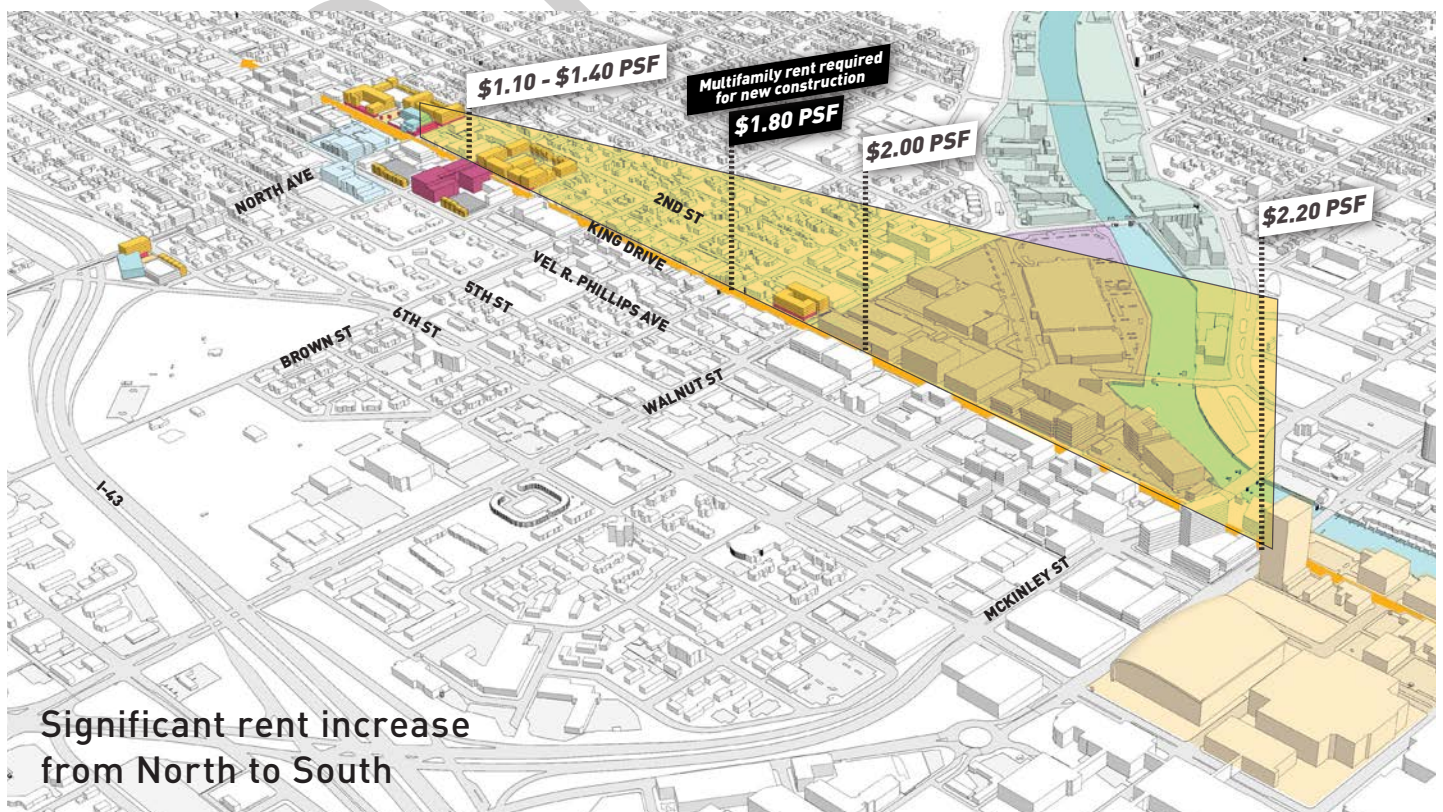 $1.10 - $1.40 PSF
Multifamily rent required
for new construction
$1.80 PSF
$2.00 PSF
$2.20 PSF
NORTH AVE
2ND ST
KING DRIVE
VEL R. PHILLIPS AVE
5TH ST
6TH ST
BROWN ST
WALNUT ST
I-43
MCKINLEY ST
Significant rent increase
from North to South